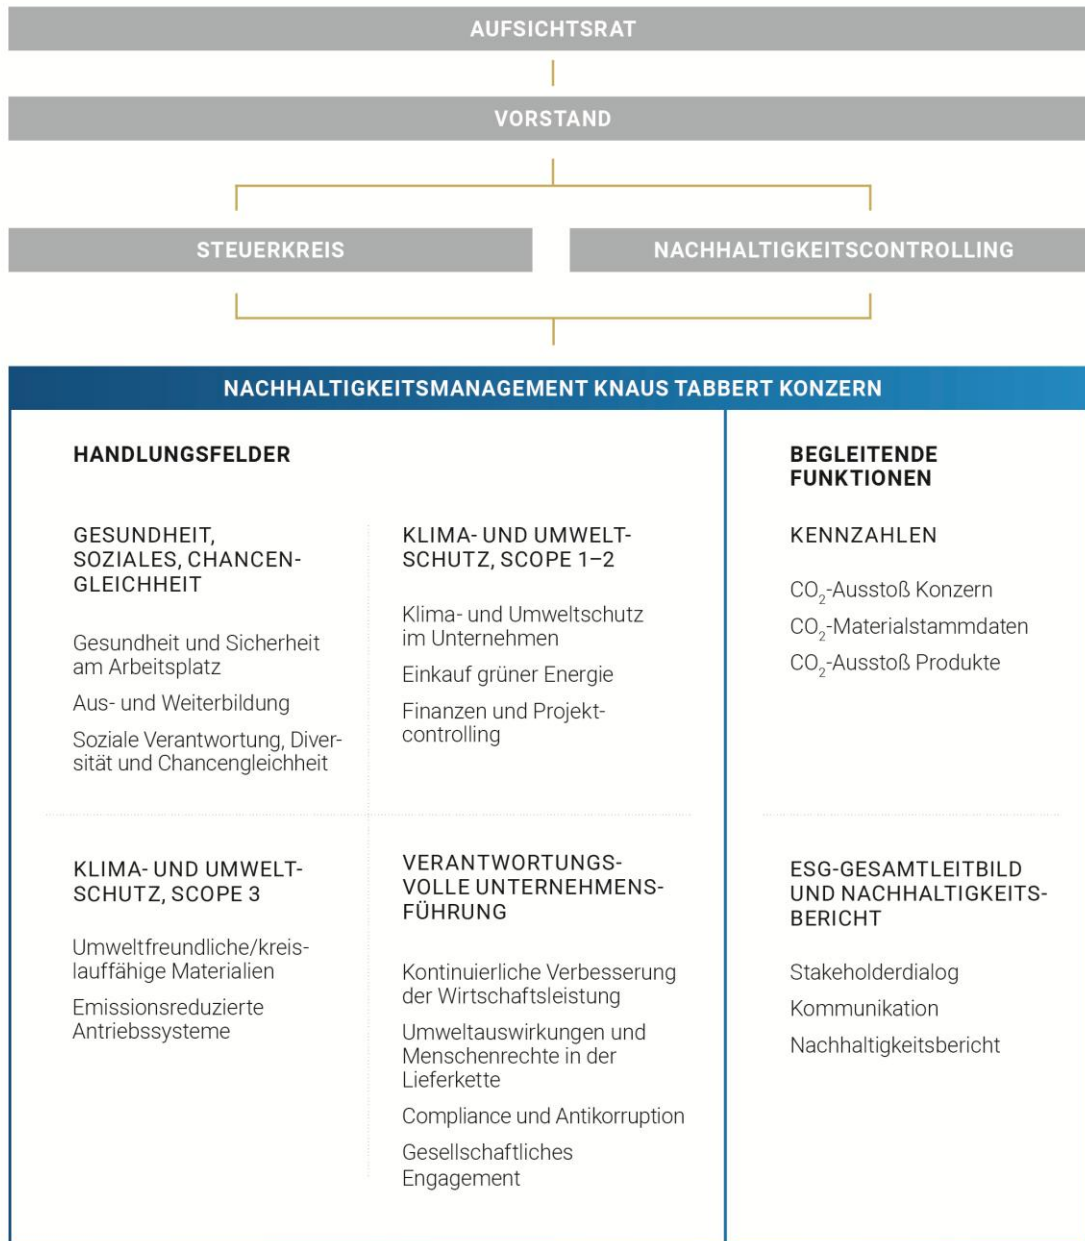 AUFSICHTSRAT
VORSTAND
STEUERKREIS
NACHHALTIGKEITSCONTROLLING
NACHHALTIGKEITSMANAGEMENT KNAUS TABBERT KONZERN
HANDLUNGSFELDER
GESUNDHEIT,
SOZIALES, CHANCEN-
GLEICHHEIT
Gesundheit und Sicherheit
am Arbeitsplatz
Aus- und Weiterbildung
Soziale Verantwortung, Diver-
sität und Chancengleichheit
KLIMA- UND UMWELT-
SCHUTZ, SCOPE 1–2
Klima- und Umweltschutz
im Unternehmen
Einkauf grüner Energie
Finanzen und Projekt-
controlling
KLIMA- UND UMWELT-
SCHUTZ, SCOPE 3
Umweltfreundliche/kreis-
lauffähige Materialien
Emissionsreduzierte
Antriebssysteme
VERANTWORTUNGS-
VOLLE UNTERNEHMENS-
FÜHRUNG
Kontinuierliche Verbesserung
der Wirtschaftsleistung
Umweltauswirkungen und
Menschenrechte in der
Lieferkette
Compliance und Antikorruption
Gesellschaftliches
Engagement
BEGLEITENDE
FUNKTIONEN
KENNZAHLEN
CO₂-Ausstoß Konzern
CO₂-Materialstammdaten
CO₂-Ausstoß Produkte
ESG-GESAMTLEITBILD
UND NACHHALTIGKEITS-
BERICHT
Stakeholderdialog
Kommunikation
Nachhaltigkeitsbericht